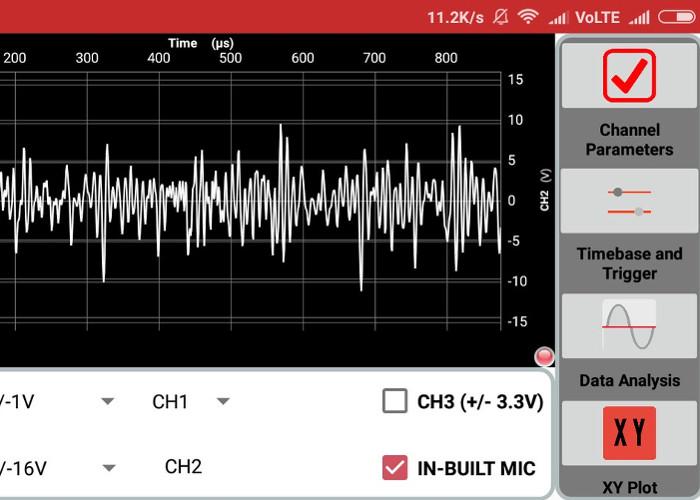 11.2K/s VoLTE
Time (µs)
200 300 400 500 600 700 800
15
10
5
0
-5
-10
-15
CH2 (V)
Channel
Parameters
Timebase and
Trigger
Data Analysis
XY
XY Plot
/-1V CH1 CH3 (+/- 3.3V)
/-16V CH2 IN-BUILT MIC